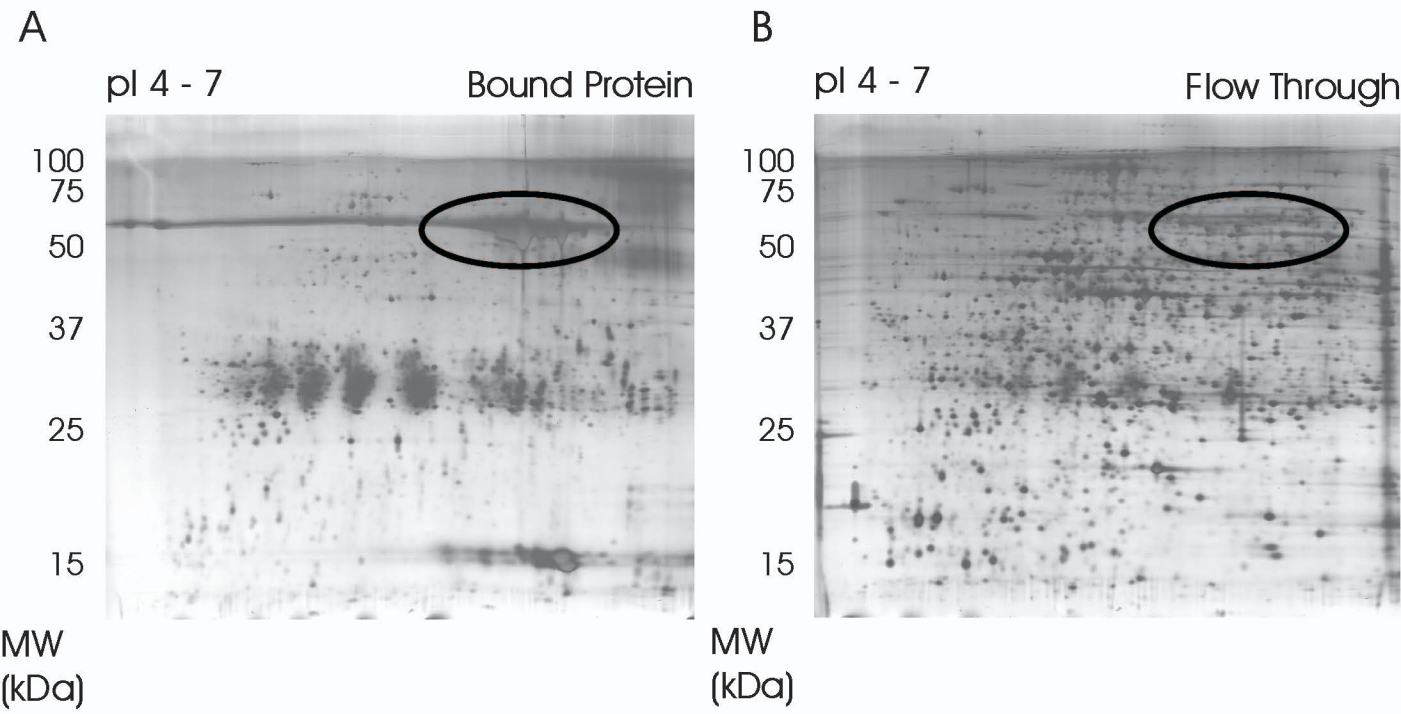 A
pI 4 - 7
Bound Protein
100
75
50
37
25
15
MW
(kDa)
B
pI 4 - 7
Flow Through
100
75
50
37
25
15
MW
(kDa)